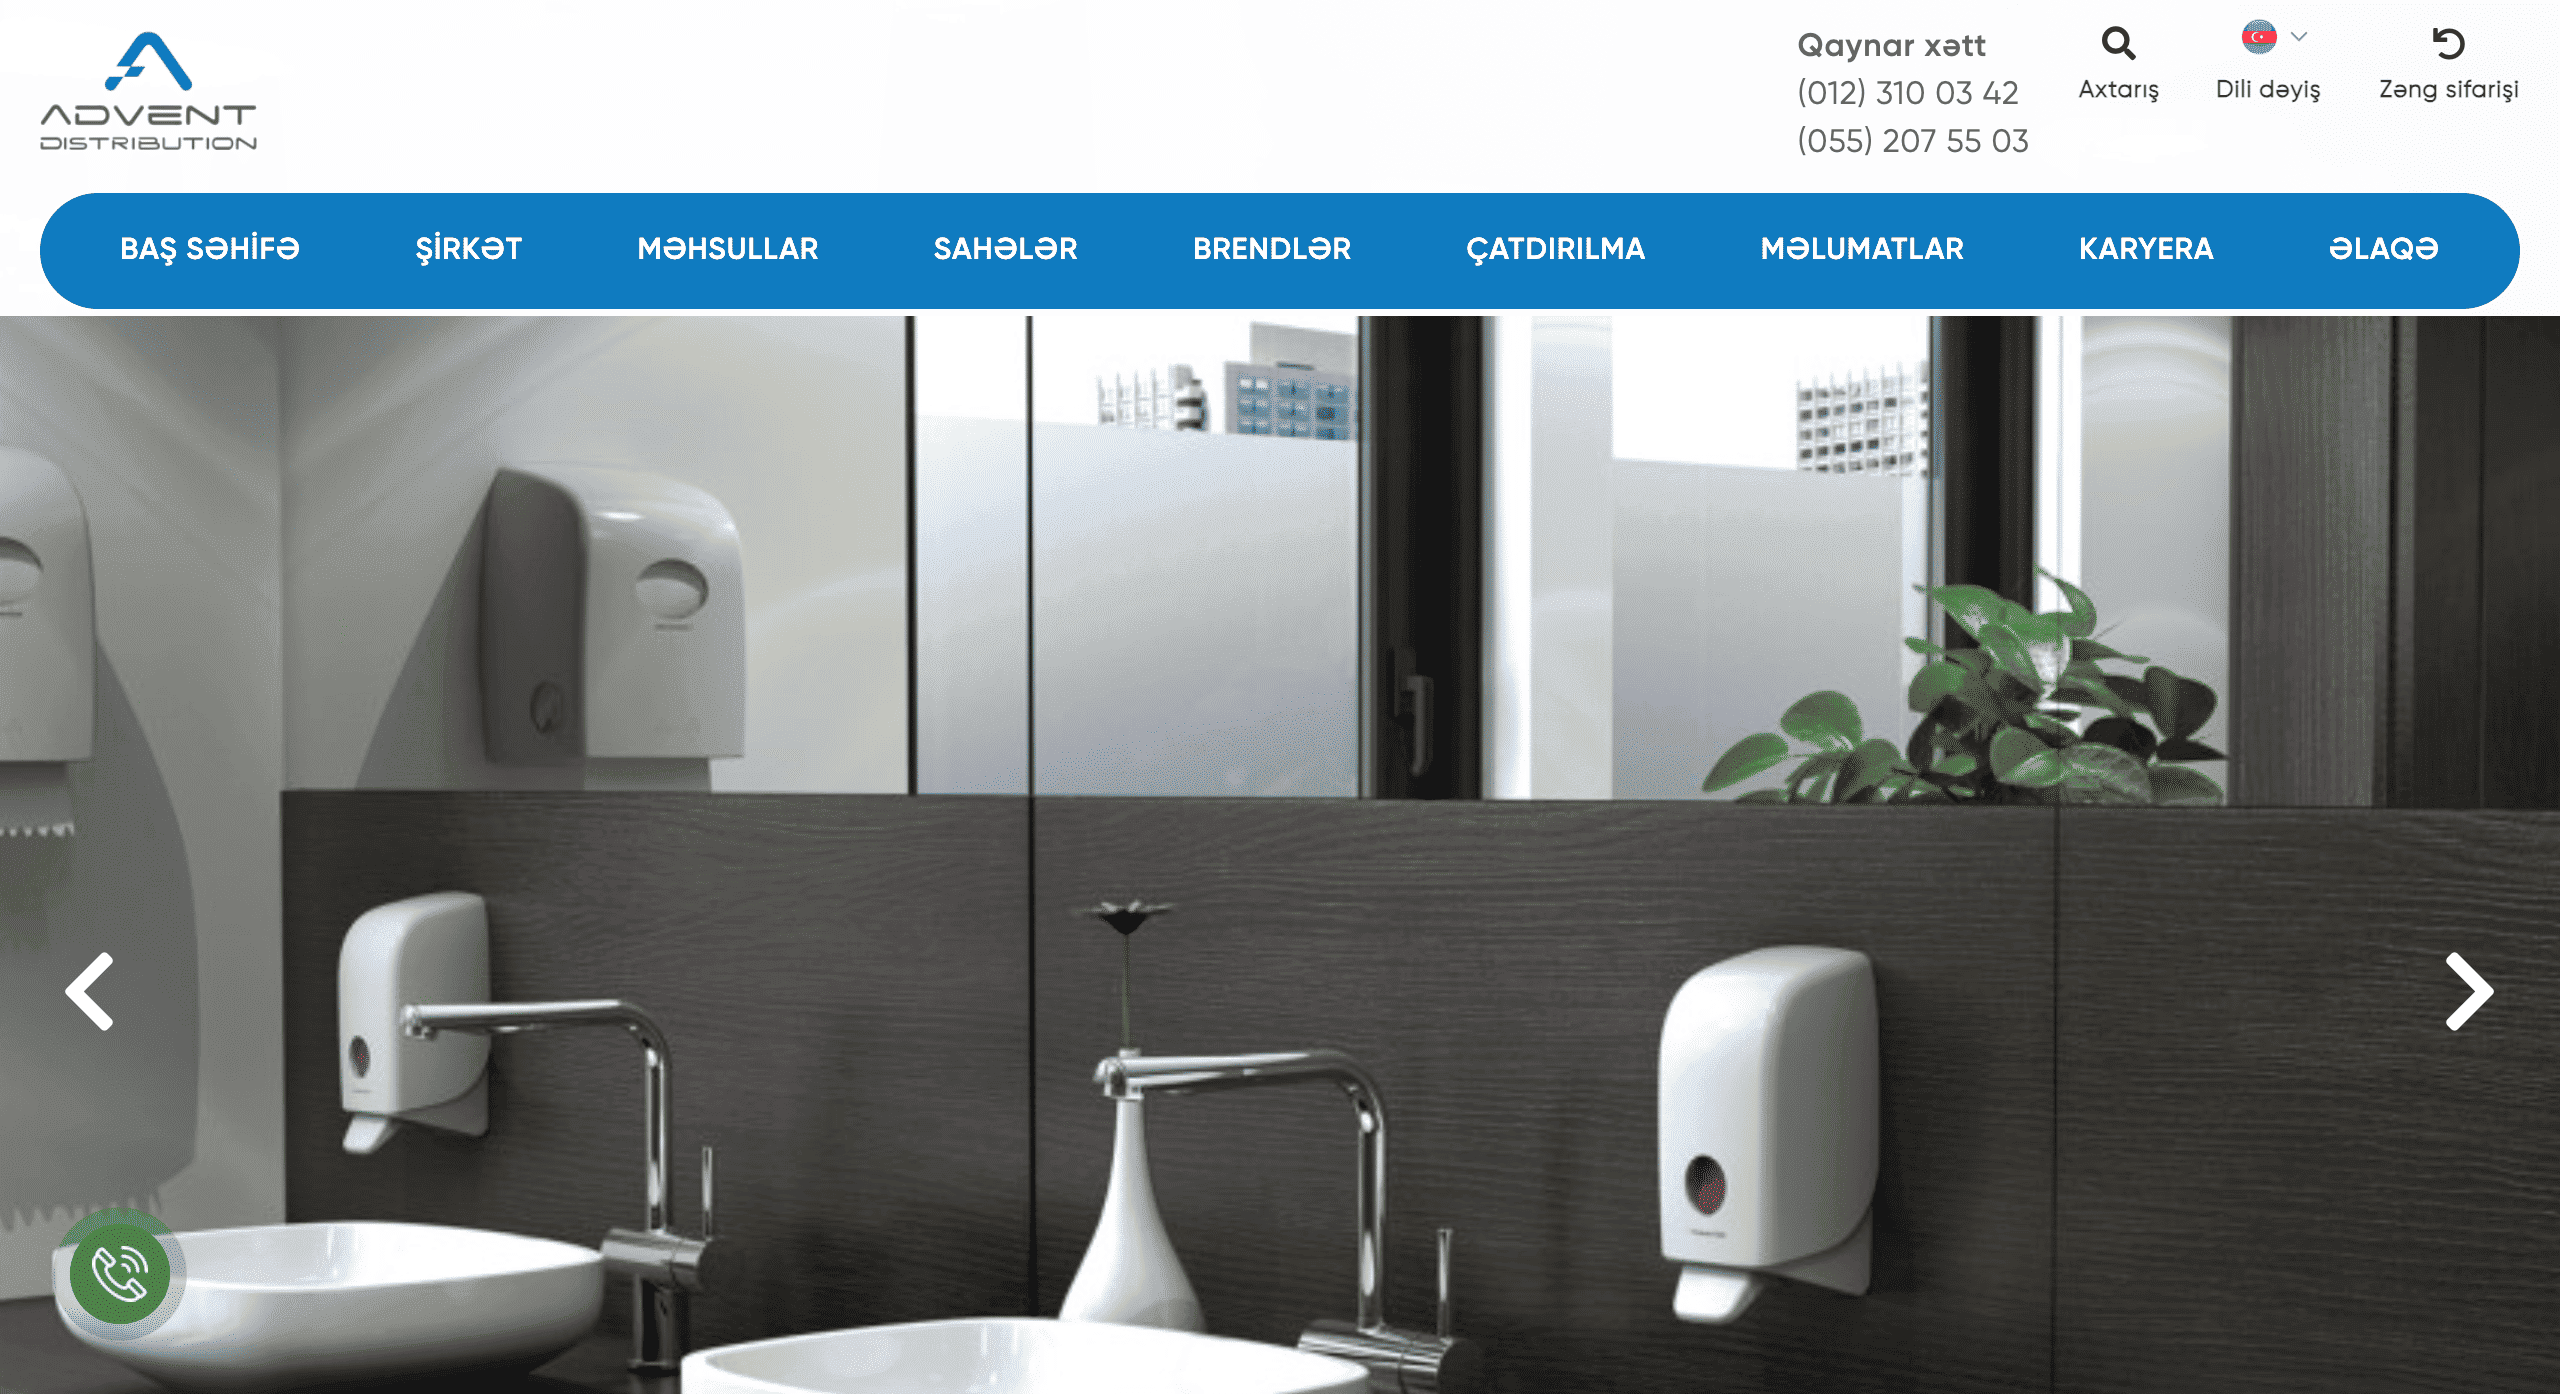 ADVENT
DISTRIBUTION
Qaynar xətt
(012) 310 03 42
(055) 207 55 03
Axtarış
Dili dəyiş
Zəng sifarişi
BAŞ SƏHİFƏ
ŞİRKƏT
MƏHSULLAR
SAHƏLƏR
BRENDLƏR
ÇATDIRILMA
MƏLUMATLAR
KARYERA
ƏLAQƏ